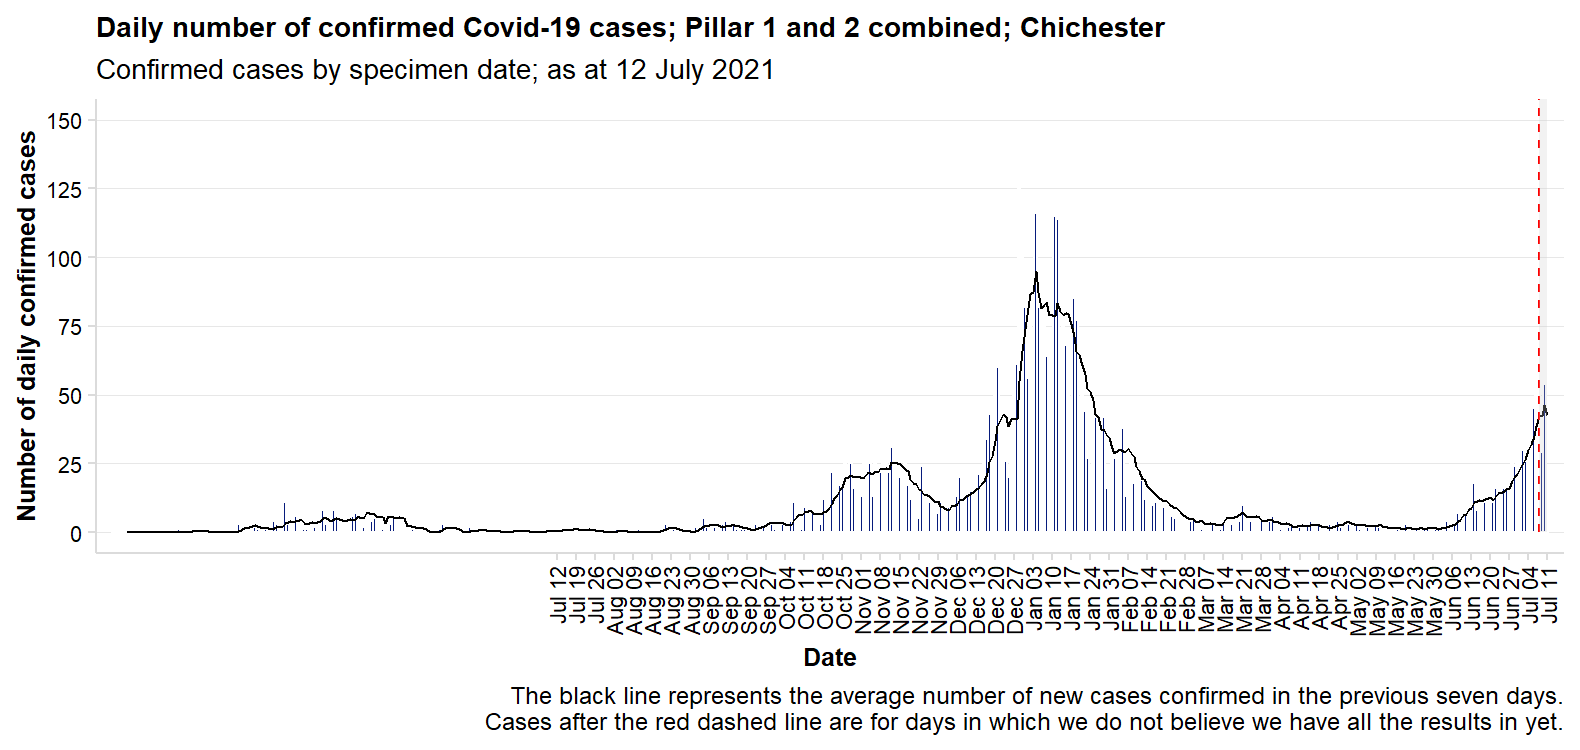 Daily number of confirmed Covid-19 cases; Pillar 1 and 2 combined; Chichester
Confirmed cases by specimen date; as at 12 July 2021
Number of daily confirmed cases
150
125
100
75
50
25
0
Jul 12
Jul 19
Jul 26
Aug 02
Aug 09
Aug 16
Aug 23
Aug 30
Sep 06
Sep 13
Sep 20
Sep 27
Oct 04
Oct 11
Oct 18
Oct 25
Nov 01
Nov 08
Nov 15
Nov 22
Nov 29
Dec 06
Dec 13
Dec 20
Dec 27
Jan 03
Jan 10
Jan 17
Jan 24
Jan 31
Feb 07
Feb 14
Feb 21
Feb 28
Mar 07
Mar 14
Mar 21
Mar 28
Apr 04
Apr 11
Apr 18
Apr 25
May 02
May 09
May 16
May 23
May 30
Jun 06
Jun 13
Jun 20
Jun 27
Jul 04
Jul 11
Date
The black line represents the average number of new cases confirmed in the previous seven days.
Cases after the red dashed line are for days in which we do not believe we have all the results in yet.